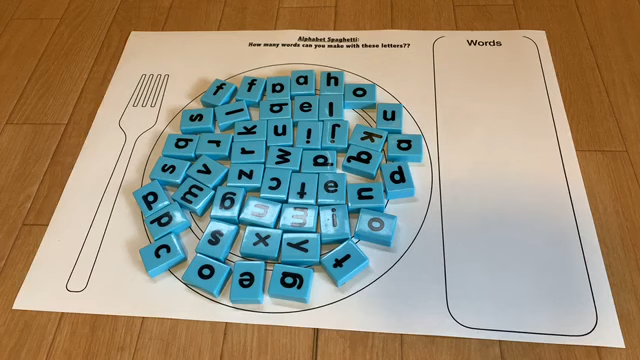 Alphabet Spaghetti:
How many words can you make with these letters??
Words
f f a a h o
s l q e l n
s b r k u i j k a
s v r w d g
m z c t e n d
d g n m i o
p s x y t
c o e g